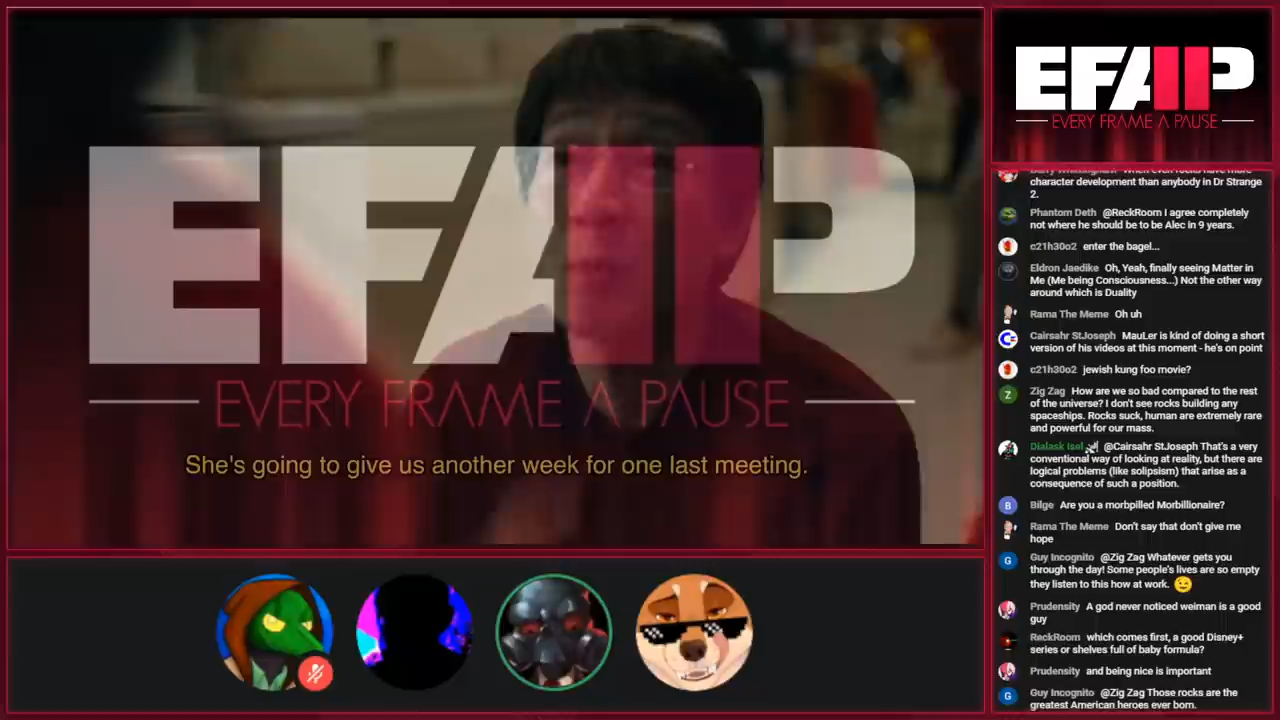 EFAP
EVERY FRAME A PAUSE
She's going to give us another week for one last meeting.
EFAP
EVERY FRAME A PAUSE
character development than anybody in Dr Strange
2.
Phantom Deth @ReckRoom I agree completely
not where he should be to be Alec in 9 years.
c21h30o2 enter the bagel...
Eldron Jaedike Oh, Yeah, finally seeing Matter in
Me (Me being Consciousness...) Not the other way
around which is Duality
Rama The Meme Oh uh
Cairsahr StJoseph MauLer is kind of doing a short
version of his videos at this moment - he's on point
c21h30o2 jewish kung foo movie?
Z
Zig Zag How are we so bad compared to the rest
of the universe? I don't see rocks building any
spaceships. Rocks suck, human are extremely rare
and powerful for our mass.
Dialask Isel @Cairsahr StJoseph That's a very
conventional way of looking at reality, but there are
logical problems (like solipsism) that arise as a
consequence of such a position.
B
Bilge Are you a morbpilled Morbillionaire?
Rama The Meme Don't say that don't give me
hope
G
Guy Incognito @Zig Zag Whatever gets you
through the day! Some people's lives are so empty
they listen to this how at work. 😉
Prudensity A god never noticed weiman is a good
guy
ReckRoom which comes first, a good Disney+
series or shelves full of baby formula?
Prudensity and being nice is important
G
Guy Incognito @Zig Zag Those rocks are the
greatest American heroes ever born.